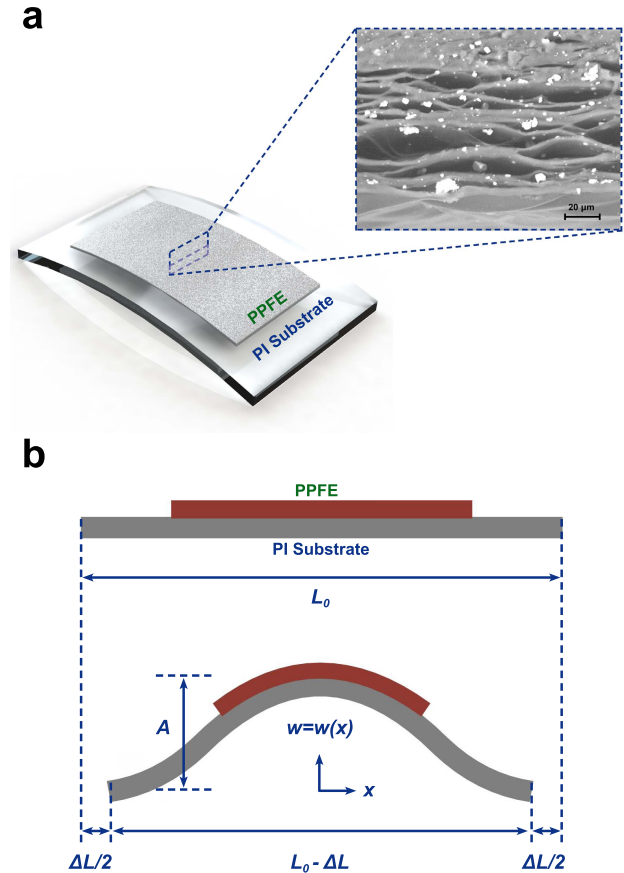 a
20 µm
PPFE
PI Substrate
b
PPFE
PI Substrate
L₀
A
w=w(x)
x
ΔL/2
L₀ - ΔL
ΔL/2